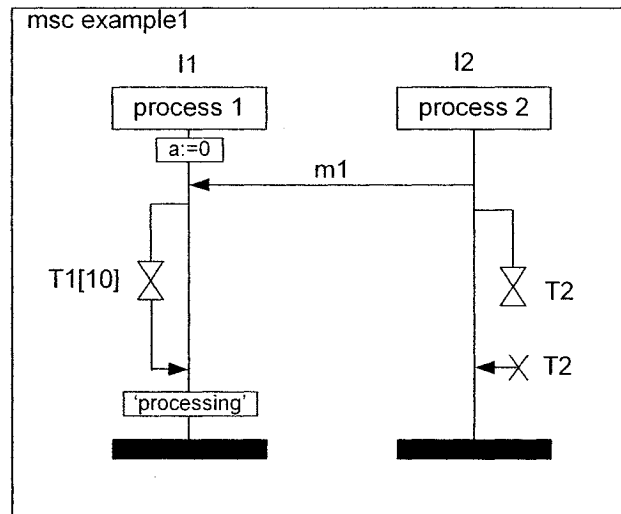 msc example1
I1 I2
process 1 process 2
a:=0
m1
T1[10] T2
T2
‘processing’